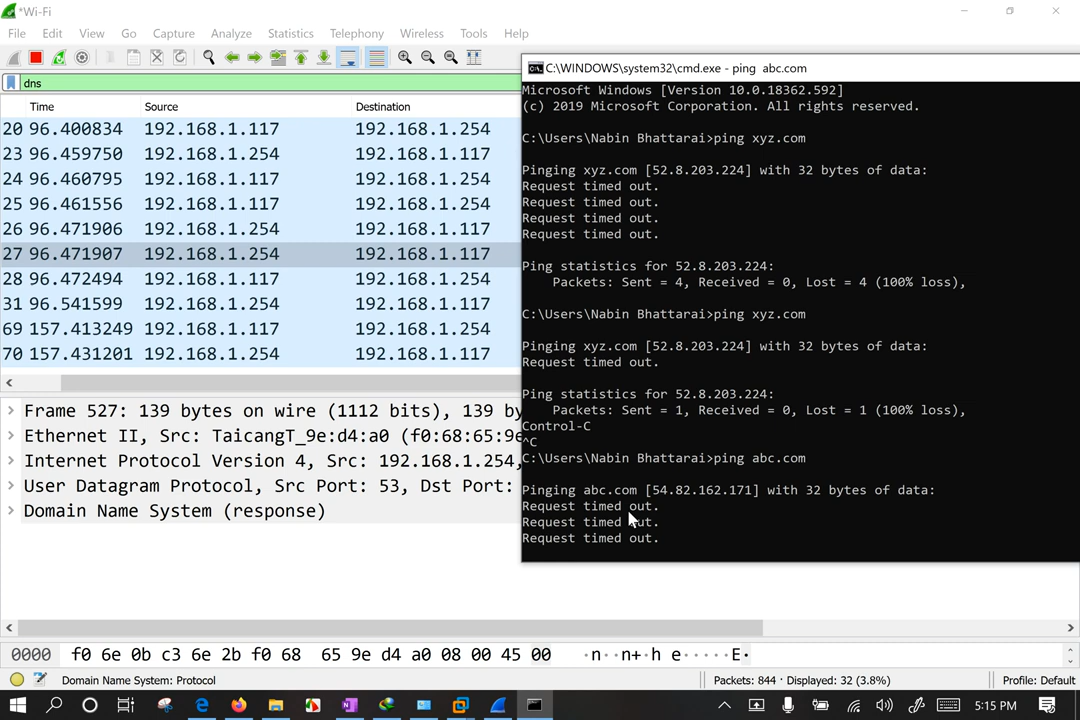 *Wi-Fi
File Edit View Go Capture Analyze Statistics Telephony Wireless Tools Help
dns
Time Source Destination
20 96.400834 192.168.1.117 192.168.1.254
23 96.459750 192.168.1.254 192.168.1.117
24 96.460795 192.168.1.117 192.168.1.254
25 96.461556 192.168.1.117 192.168.1.254
26 96.471906 192.168.1.254 192.168.1.117
27 96.471907 192.168.1.254 192.168.1.117
28 96.472494 192.168.1.117 192.168.1.254
31 96.541599 192.168.1.254 192.168.1.117
69 157.413249 192.168.1.117 192.168.1.254
70 157.431201 192.168.1.254 192.168.1.117
Frame 527: 139 bytes on wire (1112 bits), 139 by
Ethernet II, Src: TaicangT_9e:d4:a0 (f0:68:65:9e
Internet Protocol Version 4, Src: 192.168.1.254,
User Datagram Protocol, Src Port: 53, Dst Port:
Domain Name System (response)
C:\WINDOWS\system32\cmd.exe - ping abc.com
Microsoft Windows [Version 10.0.18362.592]
(c) 2019 Microsoft Corporation. All rights reserved.
C:\Users\Nabin Bhattarai>ping xyz.com
Pinging xyz.com [52.8.203.224] with 32 bytes of data:
Request timed out.
Request timed out.
Request timed out.
Request timed out.
Ping statistics for 52.8.203.224:
Packets: Sent = 4, Received = 0, Lost = 4 (100% loss),
C:\Users\Nabin Bhattarai>ping xyz.com
Pinging xyz.com [52.8.203.224] with 32 bytes of data:
Request timed out.
Ping statistics for 52.8.203.224:
Packets: Sent = 1, Received = 0, Lost = 1 (100% loss),
Control-C
^C
C:\Users\Nabin Bhattarai>ping abc.com
Pinging abc.com [54.82.162.171] with 32 bytes of data:
Request timed out.
Request timed out.
Request timed out.
0000 f0 6e 0b c3 6e 2b f0 68 65 9e d4 a0 08 00 45 00 ·n··n+·h e·····E·
Domain Name System: Protocol Packets: 844 · Displayed: 32 (3.8%) Profile: Default
5:15 PM